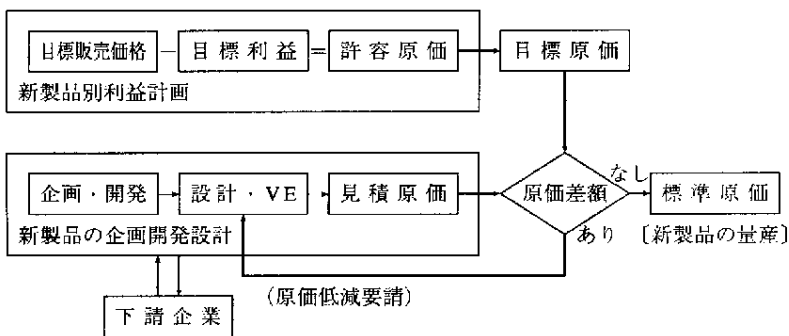 目標販売価格 － 目標利益 ＝ 許容原価
目標原価
新製品別利益計画
企画・開発
設計・VE
見積原価
原価差額
なし
標準原価
新製品の企画開発設計
あり
〔新製品の量産〕
(原価低減要請)
下請企業